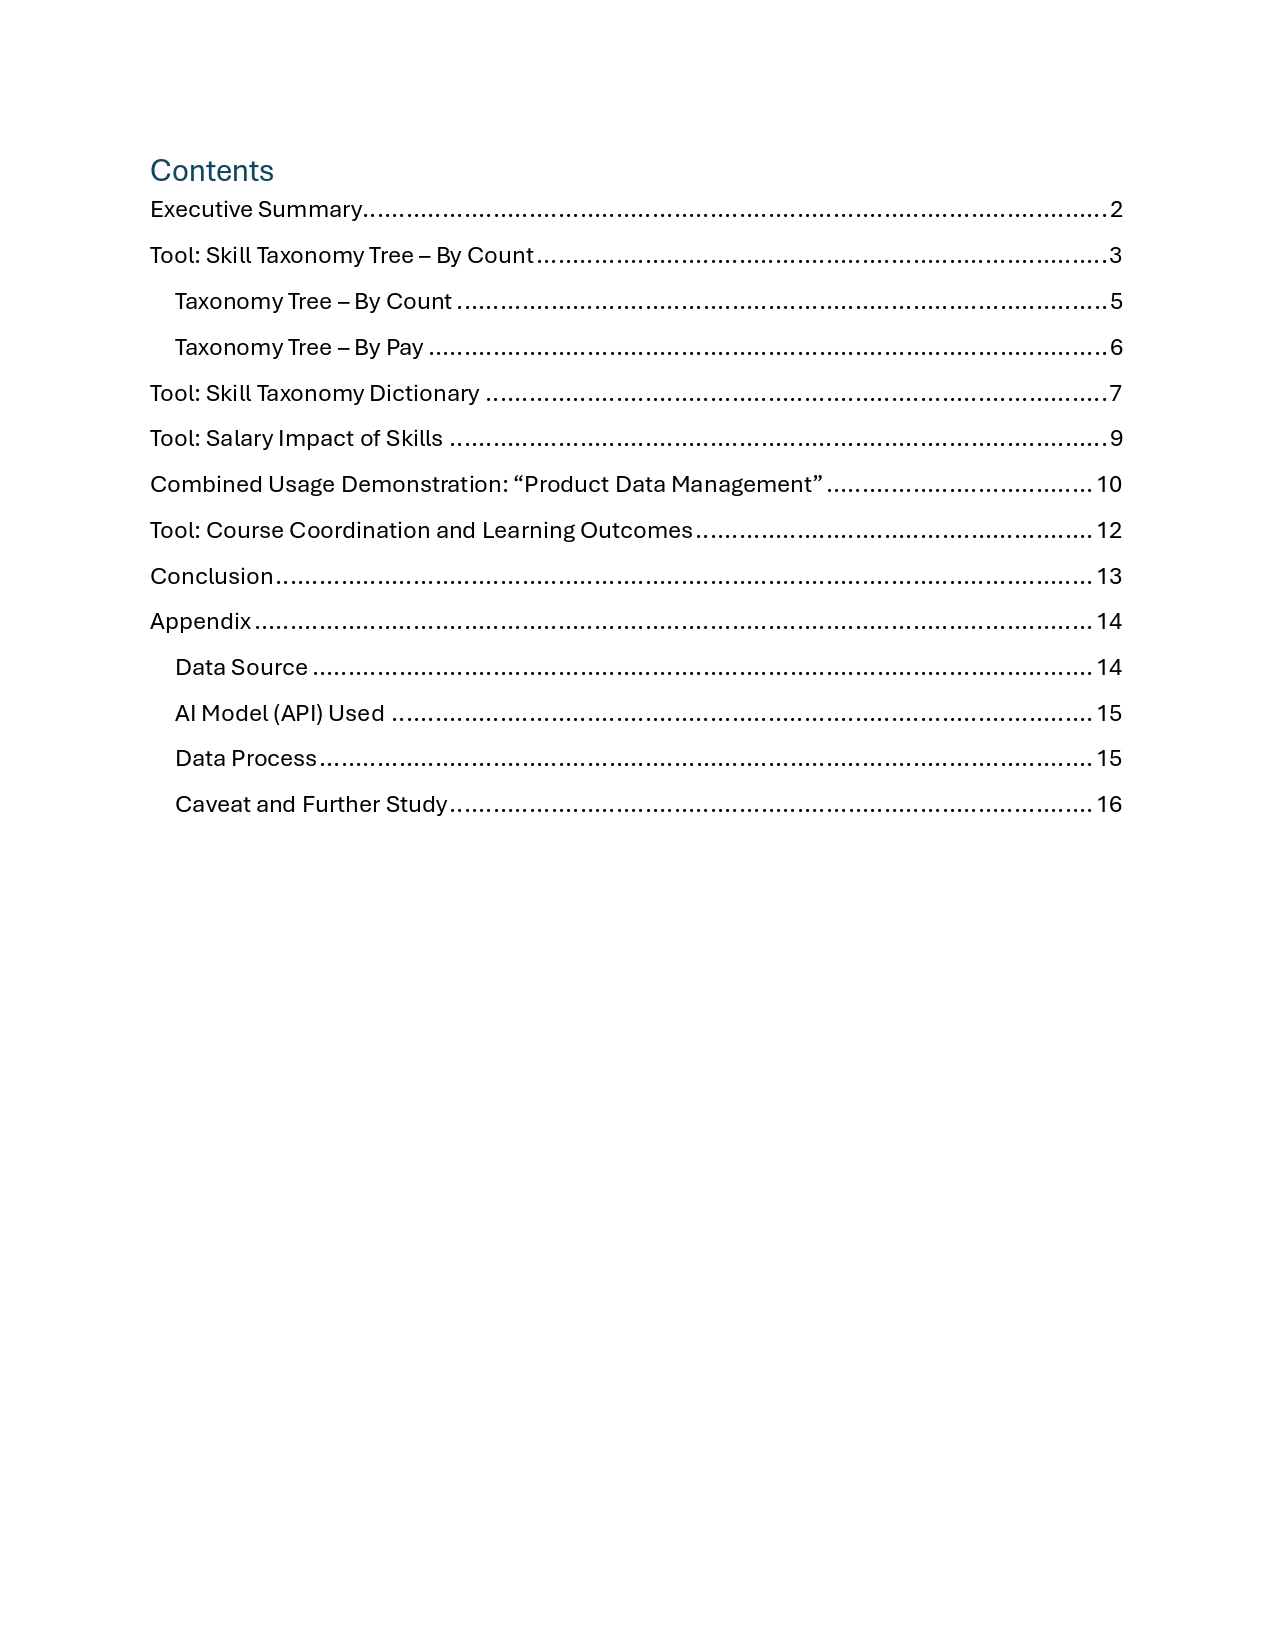 Contents
Executive Summary........................................................................................................2
Tool: Skill Taxonomy Tree – By Count...............................................................................3
Taxonomy Tree – By Count ..........................................................................................5
Taxonomy Tree – By Pay ..............................................................................................6
Tool: Skill Taxonomy Dictionary ......................................................................................7
Tool: Salary Impact of Skills ...........................................................................................9
Combined Usage Demonstration: “Product Data Management”..................................... 10
Tool: Course Coordination and Learning Outcomes....................................................... 12
Conclusion................................................................................................................. 13
Appendix .................................................................................................................... 14
Data Source ............................................................................................................ 14
AI Model (API) Used ................................................................................................. 15
Data Process........................................................................................................... 15
Caveat and Further Study......................................................................................... 16